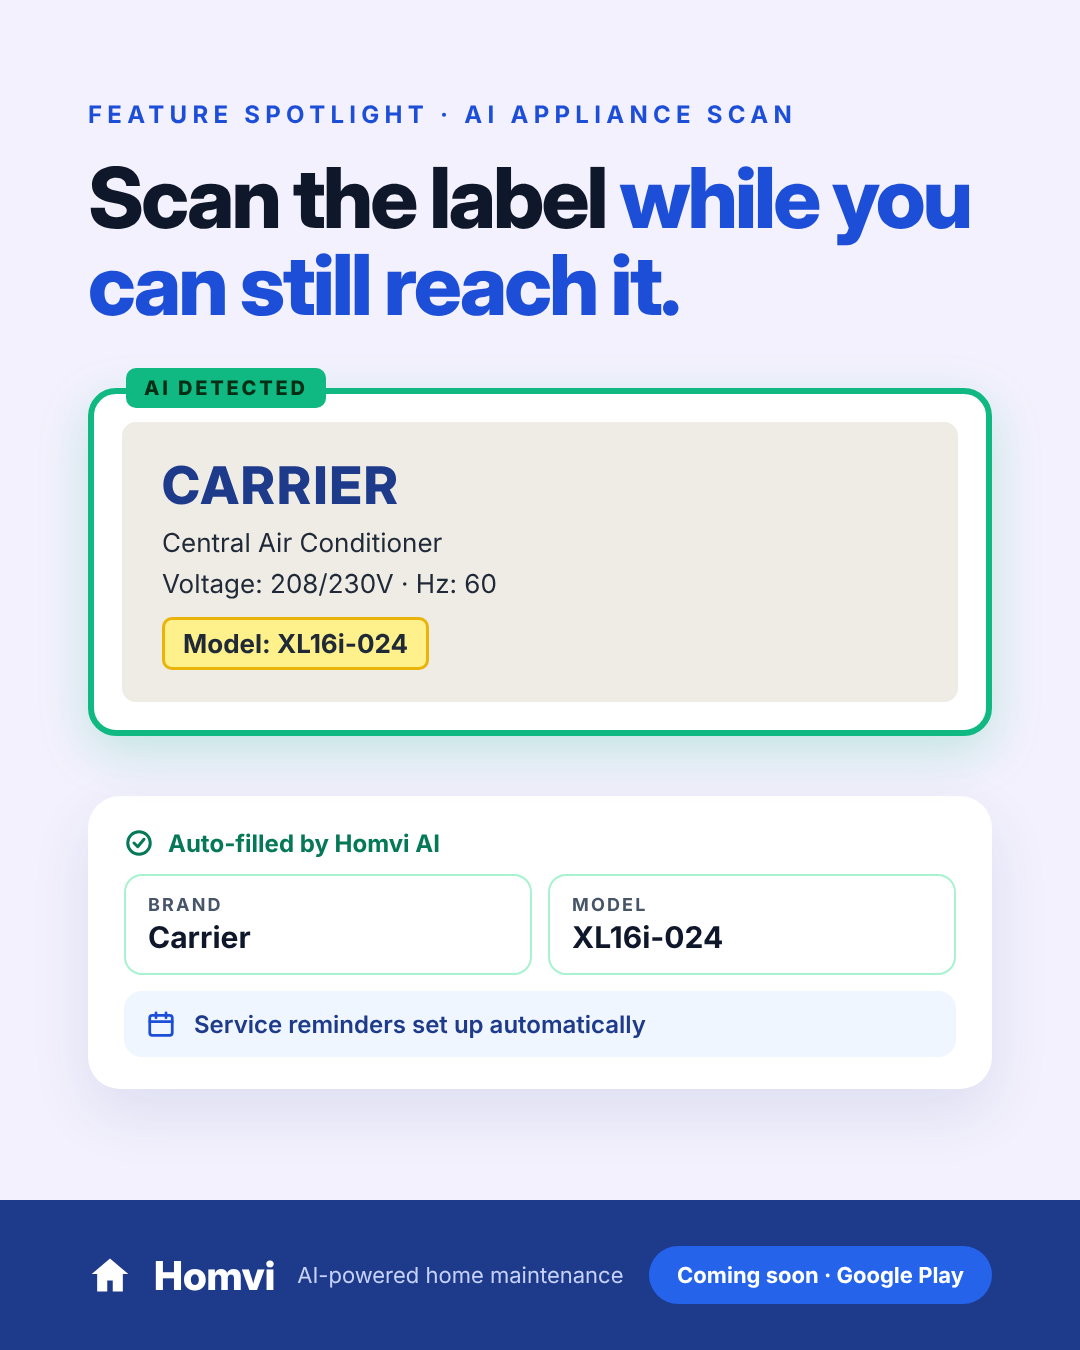 FEATURE SPOTLIGHT · AI APPLIANCE SCAN
Scan the label while you
can still reach it.
AI DETECTED
CARRIER
Central Air Conditioner
Voltage: 208/230V · Hz: 60
Model: XL16i-024
Auto-filled by Homvi AI
BRAND
Carrier
MODEL
XL16i-024
Service reminders set up automatically
Homvi
AI-powered home maintenance
Coming soon · Google Play